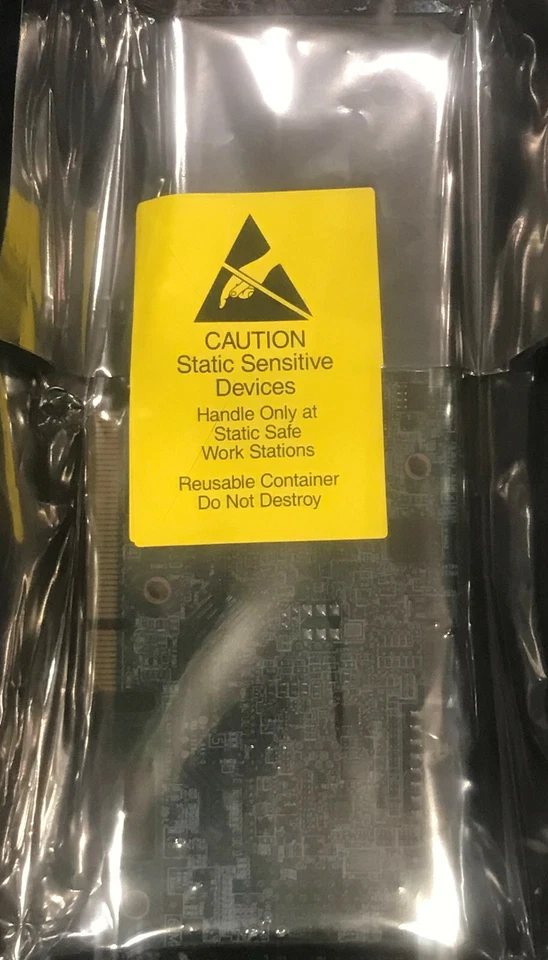 CAUTION
Static Sensitive
Devices
Handle Only at
Static Safe
Work Stations
Reusable Container
Do Not Destroy